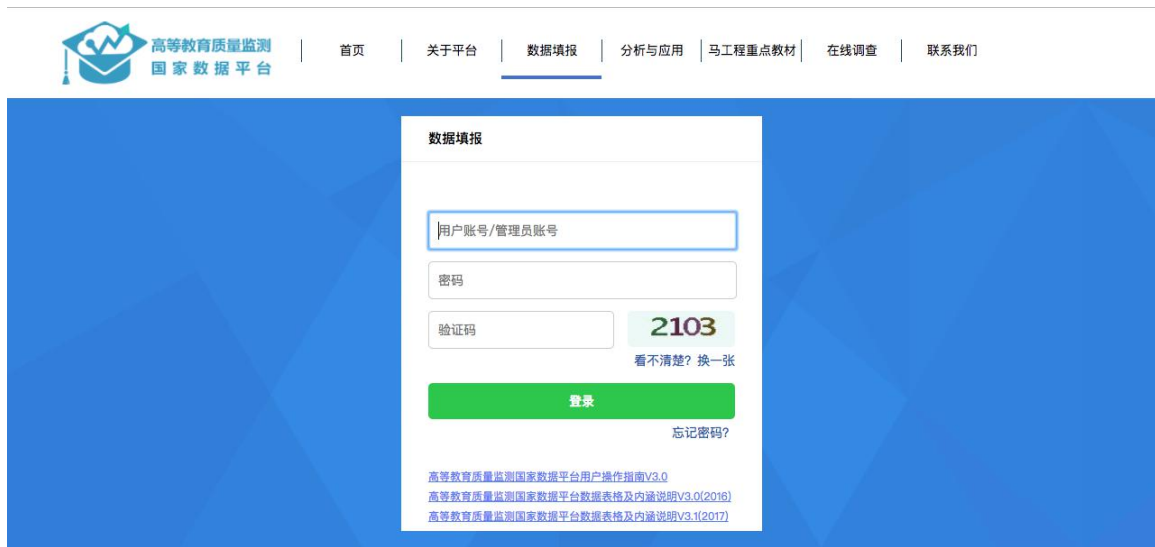 高等教育质量监测
国家数据平台
首页
关于平台
数据填报
分析与应用
马工程重点教材
在线调查
联系我们
数据填报
用户账号/管理员账号
密码
验证码
2103
看不清楚? 换一张
登录
忘记密码?
高等教育质量监测国家数据平台用户操作指南V3.0
高等教育质量监测国家数据平台数据表格及内涵说明V3.0(2016)
高等教育质量监测国家数据平台数据表格及内涵说明V3.1(2017)